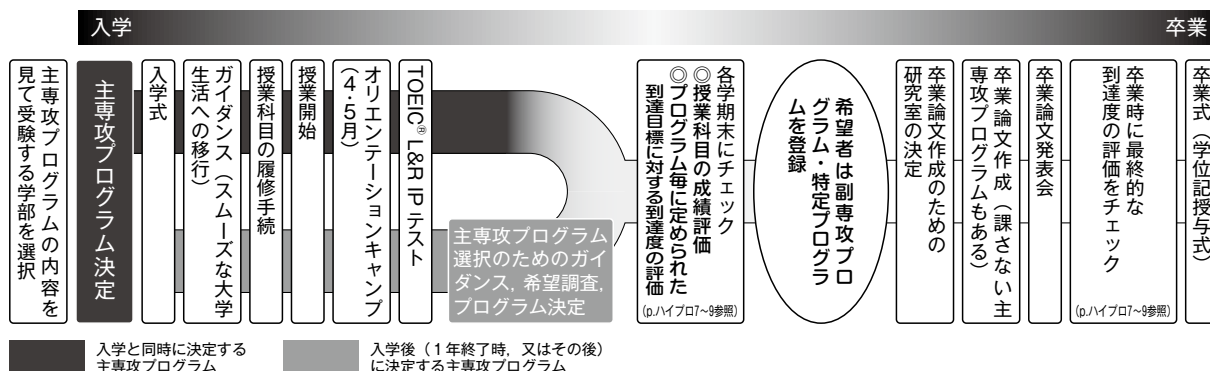 入学
卒業
主専攻プログラムの内容を
見て受験する学部を選択
主専攻プログラム決定
入学式
ガイダンス（スムーズな大学
生活への移行）
授業科目の履修手続
授業開始
オリエンテーションキャンプ
（4・5月）
TOEIC® L&R IP テスト
主専攻プログラム
選択のためのガイ
ダンス，希望調査，
プログラム決定
各学期末にチェック
◎授業科目の成績評価
◎プログラム毎に定められた
到達目標に対する到達度の評価
(p.ハイプロ7~9参照)
希望者は副専攻プロ
グラム・特定プログラ
ムを登録
卒業論文作成のための
研究室の決定
卒業論文作成（課さない主
専攻プログラムもある）
卒業論文発表会
卒業時に最終的な
到達度の評価をチェック
(p.ハイプロ7~9参照)
卒業式（学位記授与式）
入学と同時に決定する
主専攻プログラム
入学後（1年終了時，又はその後）
に決定する主専攻プログラム